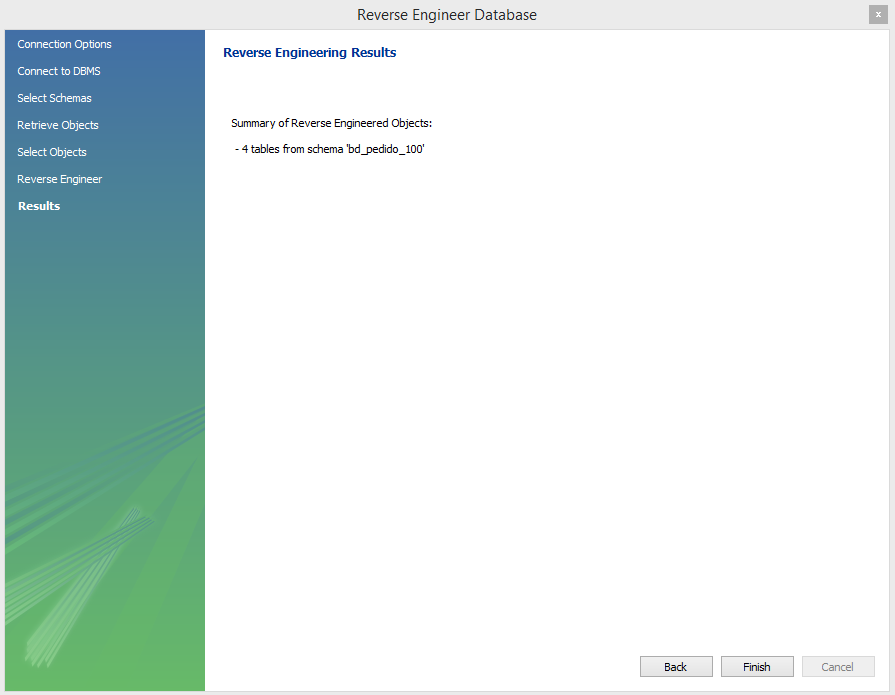 Reverse Engineer Database
x
Connection Options
Connect to DBMS
Select Schemas
Retrieve Objects
Select Objects
Reverse Engineer
Results
Reverse Engineering Results
Summary of Reverse Engineered Objects:
- 4 tables from schema 'bd_pedido_100'
Back
Finish
Cancel